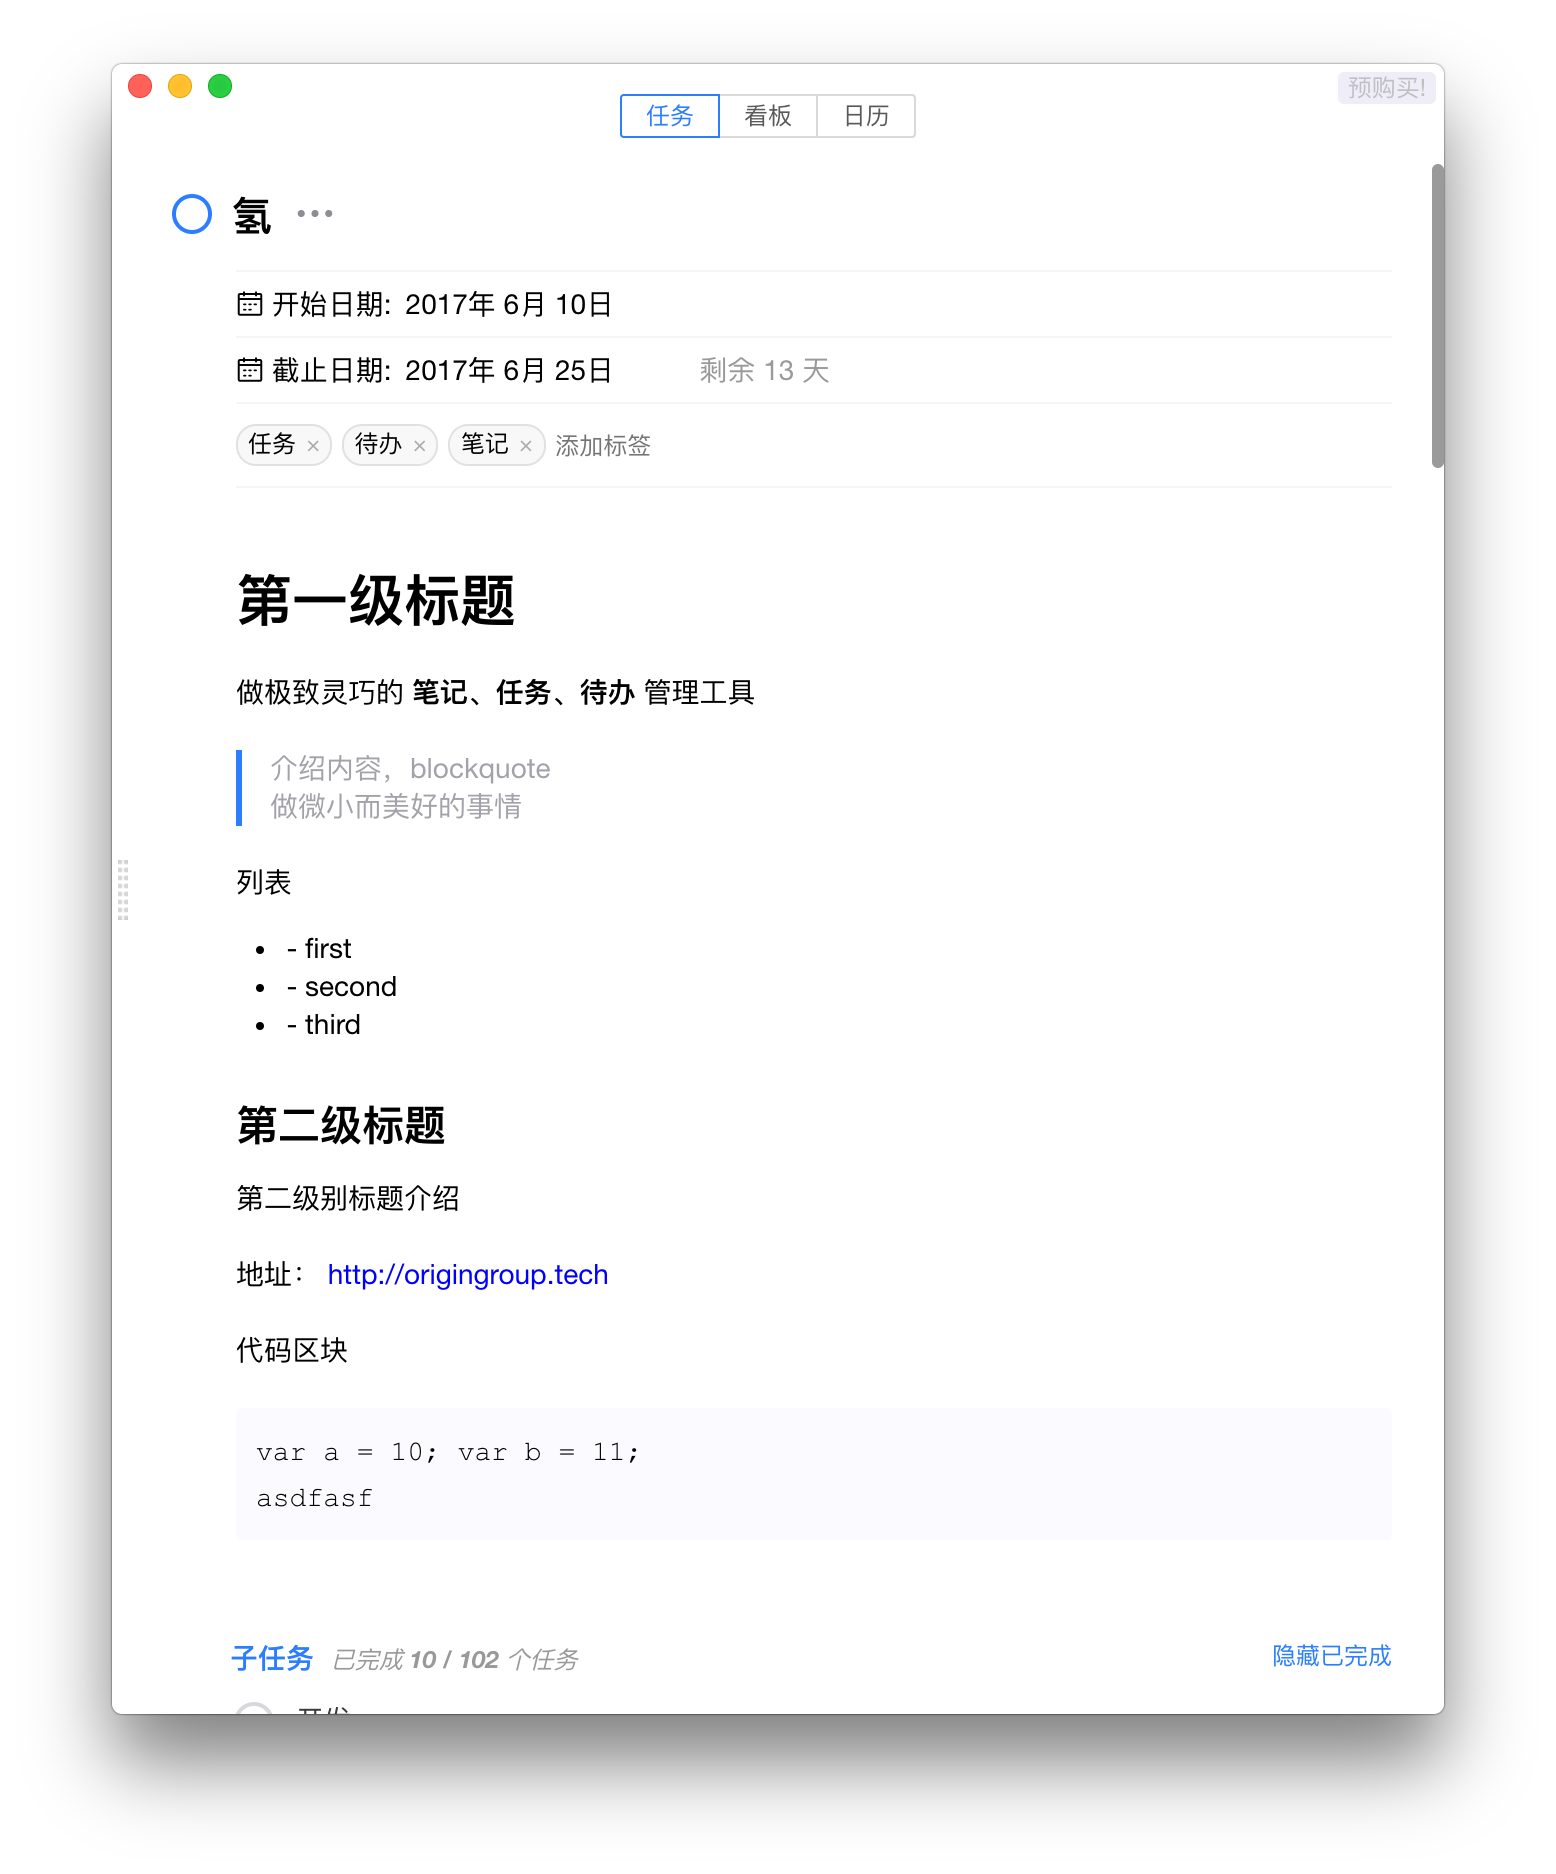 预购买!
任务 看板 日历
氢 •••
开始日期: 2017年 6月 10日
截止日期: 2017年 6月 25日 剩余 13 天
任务 × 待办 × 笔记 × 添加标签
第一级标题
做极致灵巧的 笔记、任务、待办 管理工具
介绍内容，blockquote
做微小而美好的事情
列表
• - first
• - second
• - third
第二级标题
第二级别标题介绍
地址： http://origingroup.tech
代码区块
var a = 10; var b = 11;
asdfasf
子任务 已完成 10 / 102 个任务 隐藏已完成
开发